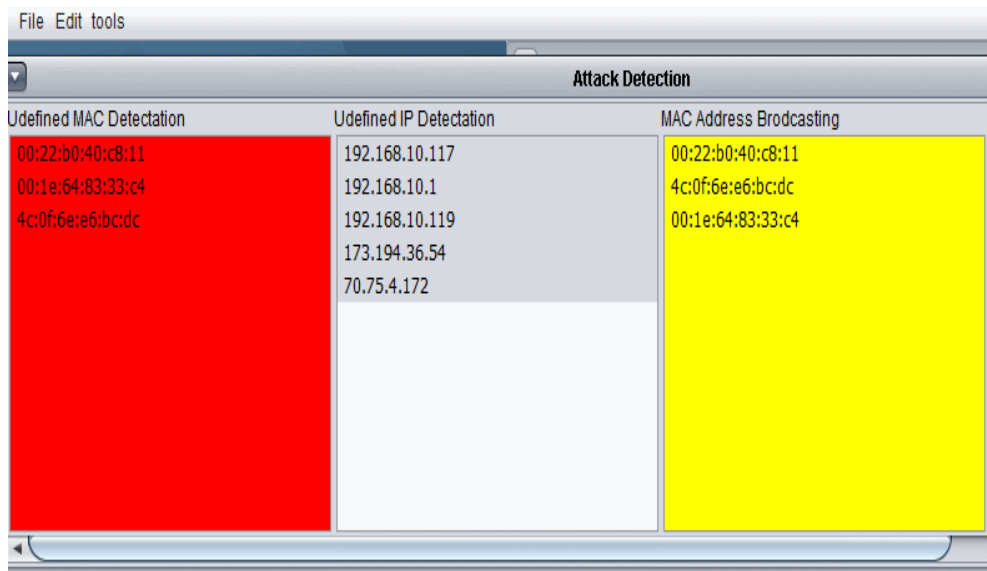 File Edit tools
Attack Detection
Udefined MAC Detectation
00:22:b0:40:c8:11
00:1e:64:83:33:c4
4c:0f:6e:e6:bc:dc
Udefined IP Detectation
192.168.10.117
192.168.10.1
192.168.10.119
173.194.36.54
70.75.4.172
MAC Address Brodcasting
00:22:b0:40:c8:11
4c:0f:6e:e6:bc:dc
00:1e:64:83:33:c4